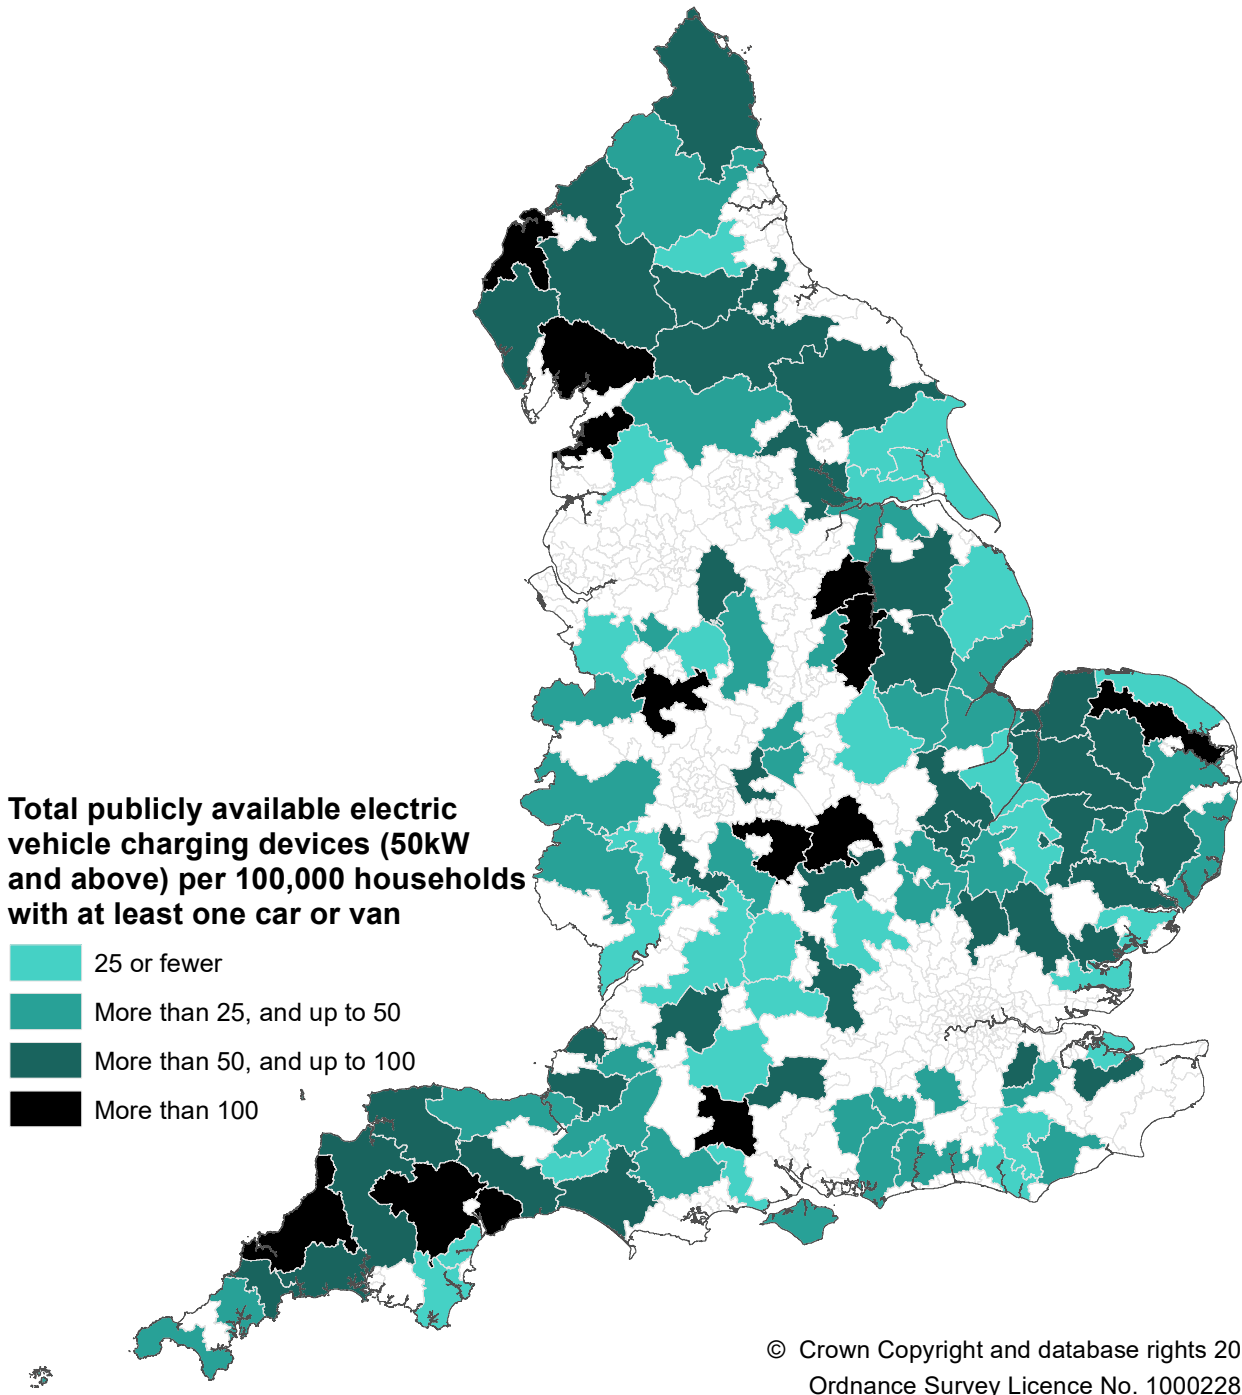 Total publicly available electric
vehicle charging devices (50kW
and above) per 100,000 households
with at least one car or van
25 or fewer
More than 25, and up to 50
More than 50, and up to 100
More than 100
© Crown Copyright and database rights 20
Ordnance Survey Licence No. 1000228